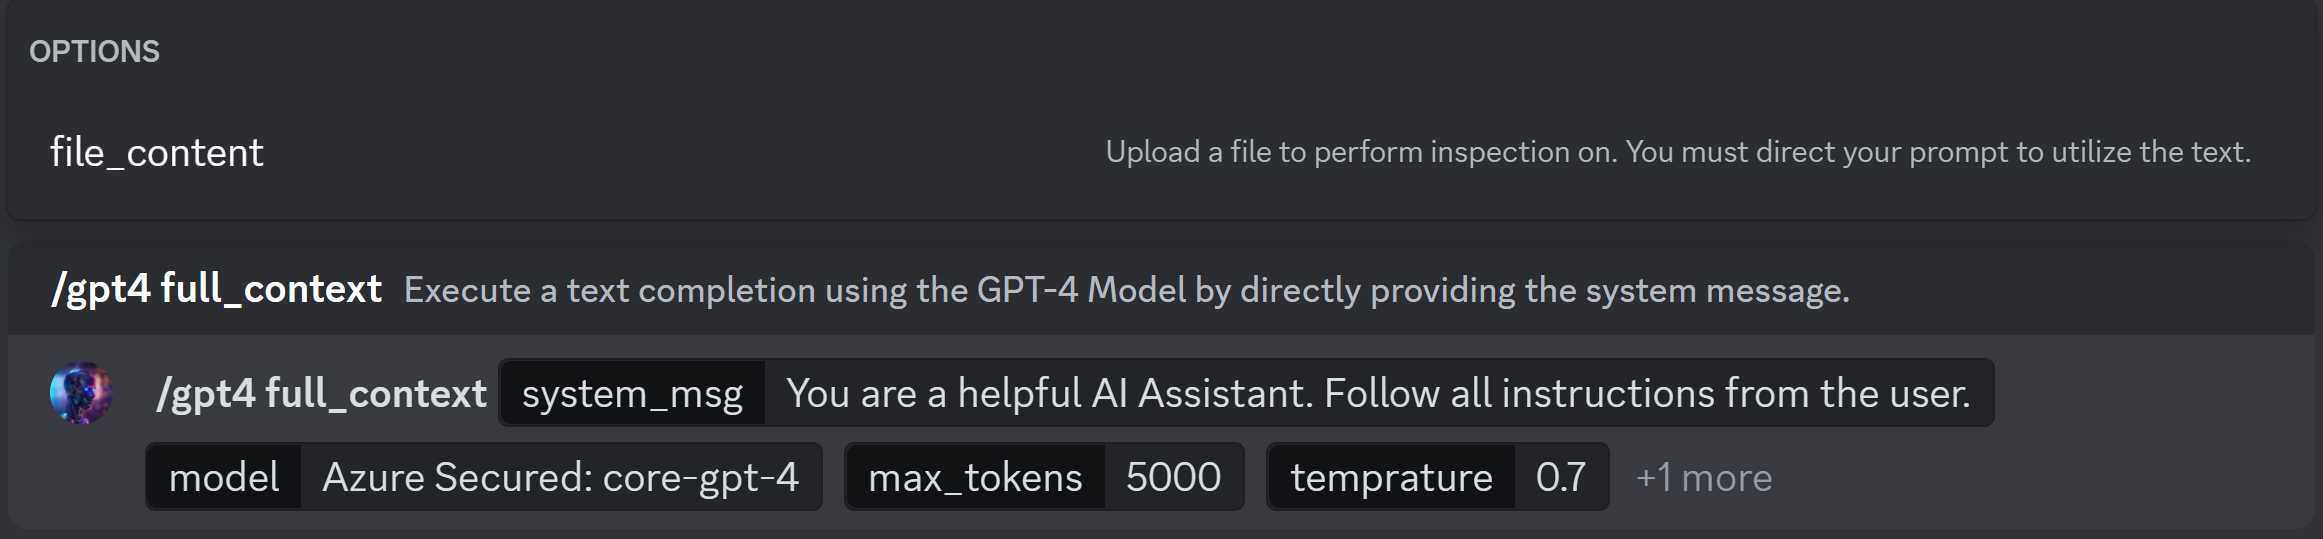 OPTIONS
file_content Upload a file to perform inspection on. You must direct your prompt to utilize the text.
/gpt4 full_context Execute a text completion using the GPT-4 Model by directly providing the system message.
/gpt4 full_context system_msg You are a helpful AI Assistant. Follow all instructions from the user.
model Azure Secured: core-gpt-4 max_tokens 5000 temprature 0.7 +1 more